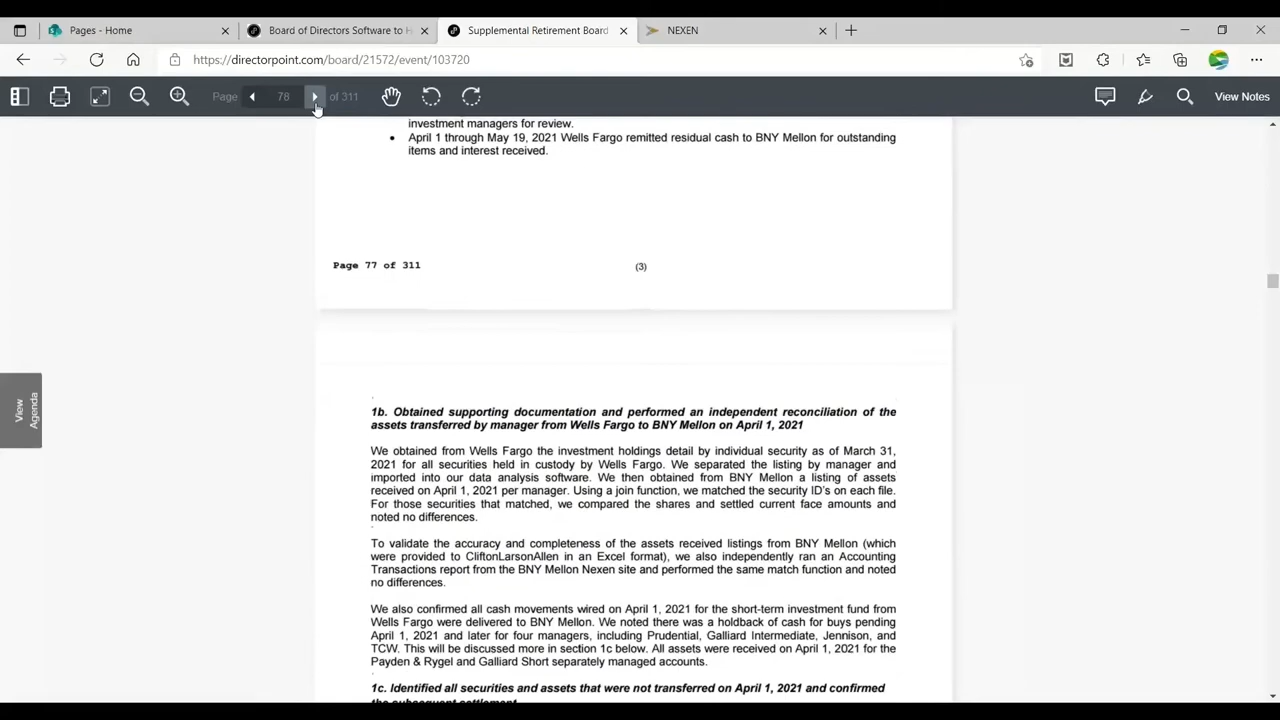 Pages - Home
Board of Directors Software to H
Supplemental Retirement Board
NEXEN
https://directorpoint.com/board/21572/event/103720
Page 78 of 311
View Notes
investment managers for review.
• April 1 through May 19, 2021 Wells Fargo remitted residual cash to BNY Mellon for outstanding
items and interest received.
Page 77 of 311
(3)
View
Agenda
1b. Obtained supporting documentation and performed an independent reconciliation of the
assets transferred by manager from Wells Fargo to BNY Mellon on April 1, 2021
We obtained from Wells Fargo the investment holdings detail by individual security as of March 31,
2021 for all securities held in custody by Wells Fargo. We separated the listing by manager and
imported into our data analysis software. We then obtained from BNY Mellon a listing of assets
received on April 1, 2021 per manager. Using a join function, we matched the security ID's on each file.
For those securities that matched, we compared the shares and settled current face amounts and
noted no differences.
To validate the accuracy and completeness of the assets received listings from BNY Mellon (which
were provided to CliftonLarsonAllen in an Excel format), we also independently ran an Accounting
Transactions report from the BNY Mellon Nexen site and performed the same match function and noted
no differences.
We also confirmed all cash movements wired on April 1, 2021 for the short-term investment fund from
Wells Fargo were delivered to BNY Mellon. We noted there was a holdback of cash for buys pending
April 1, 2021 and later for four managers, including Prudential, Galliard Intermediate, Jennison, and
TCW. This will be discussed more in section 1c below. All assets were received on April 1, 2021 for the
Payden & Rygel and Galliard Short separately managed accounts.
1c. Identified all securities and assets that were not transferred on April 1, 2021 and confirmed
the subsequent settlement